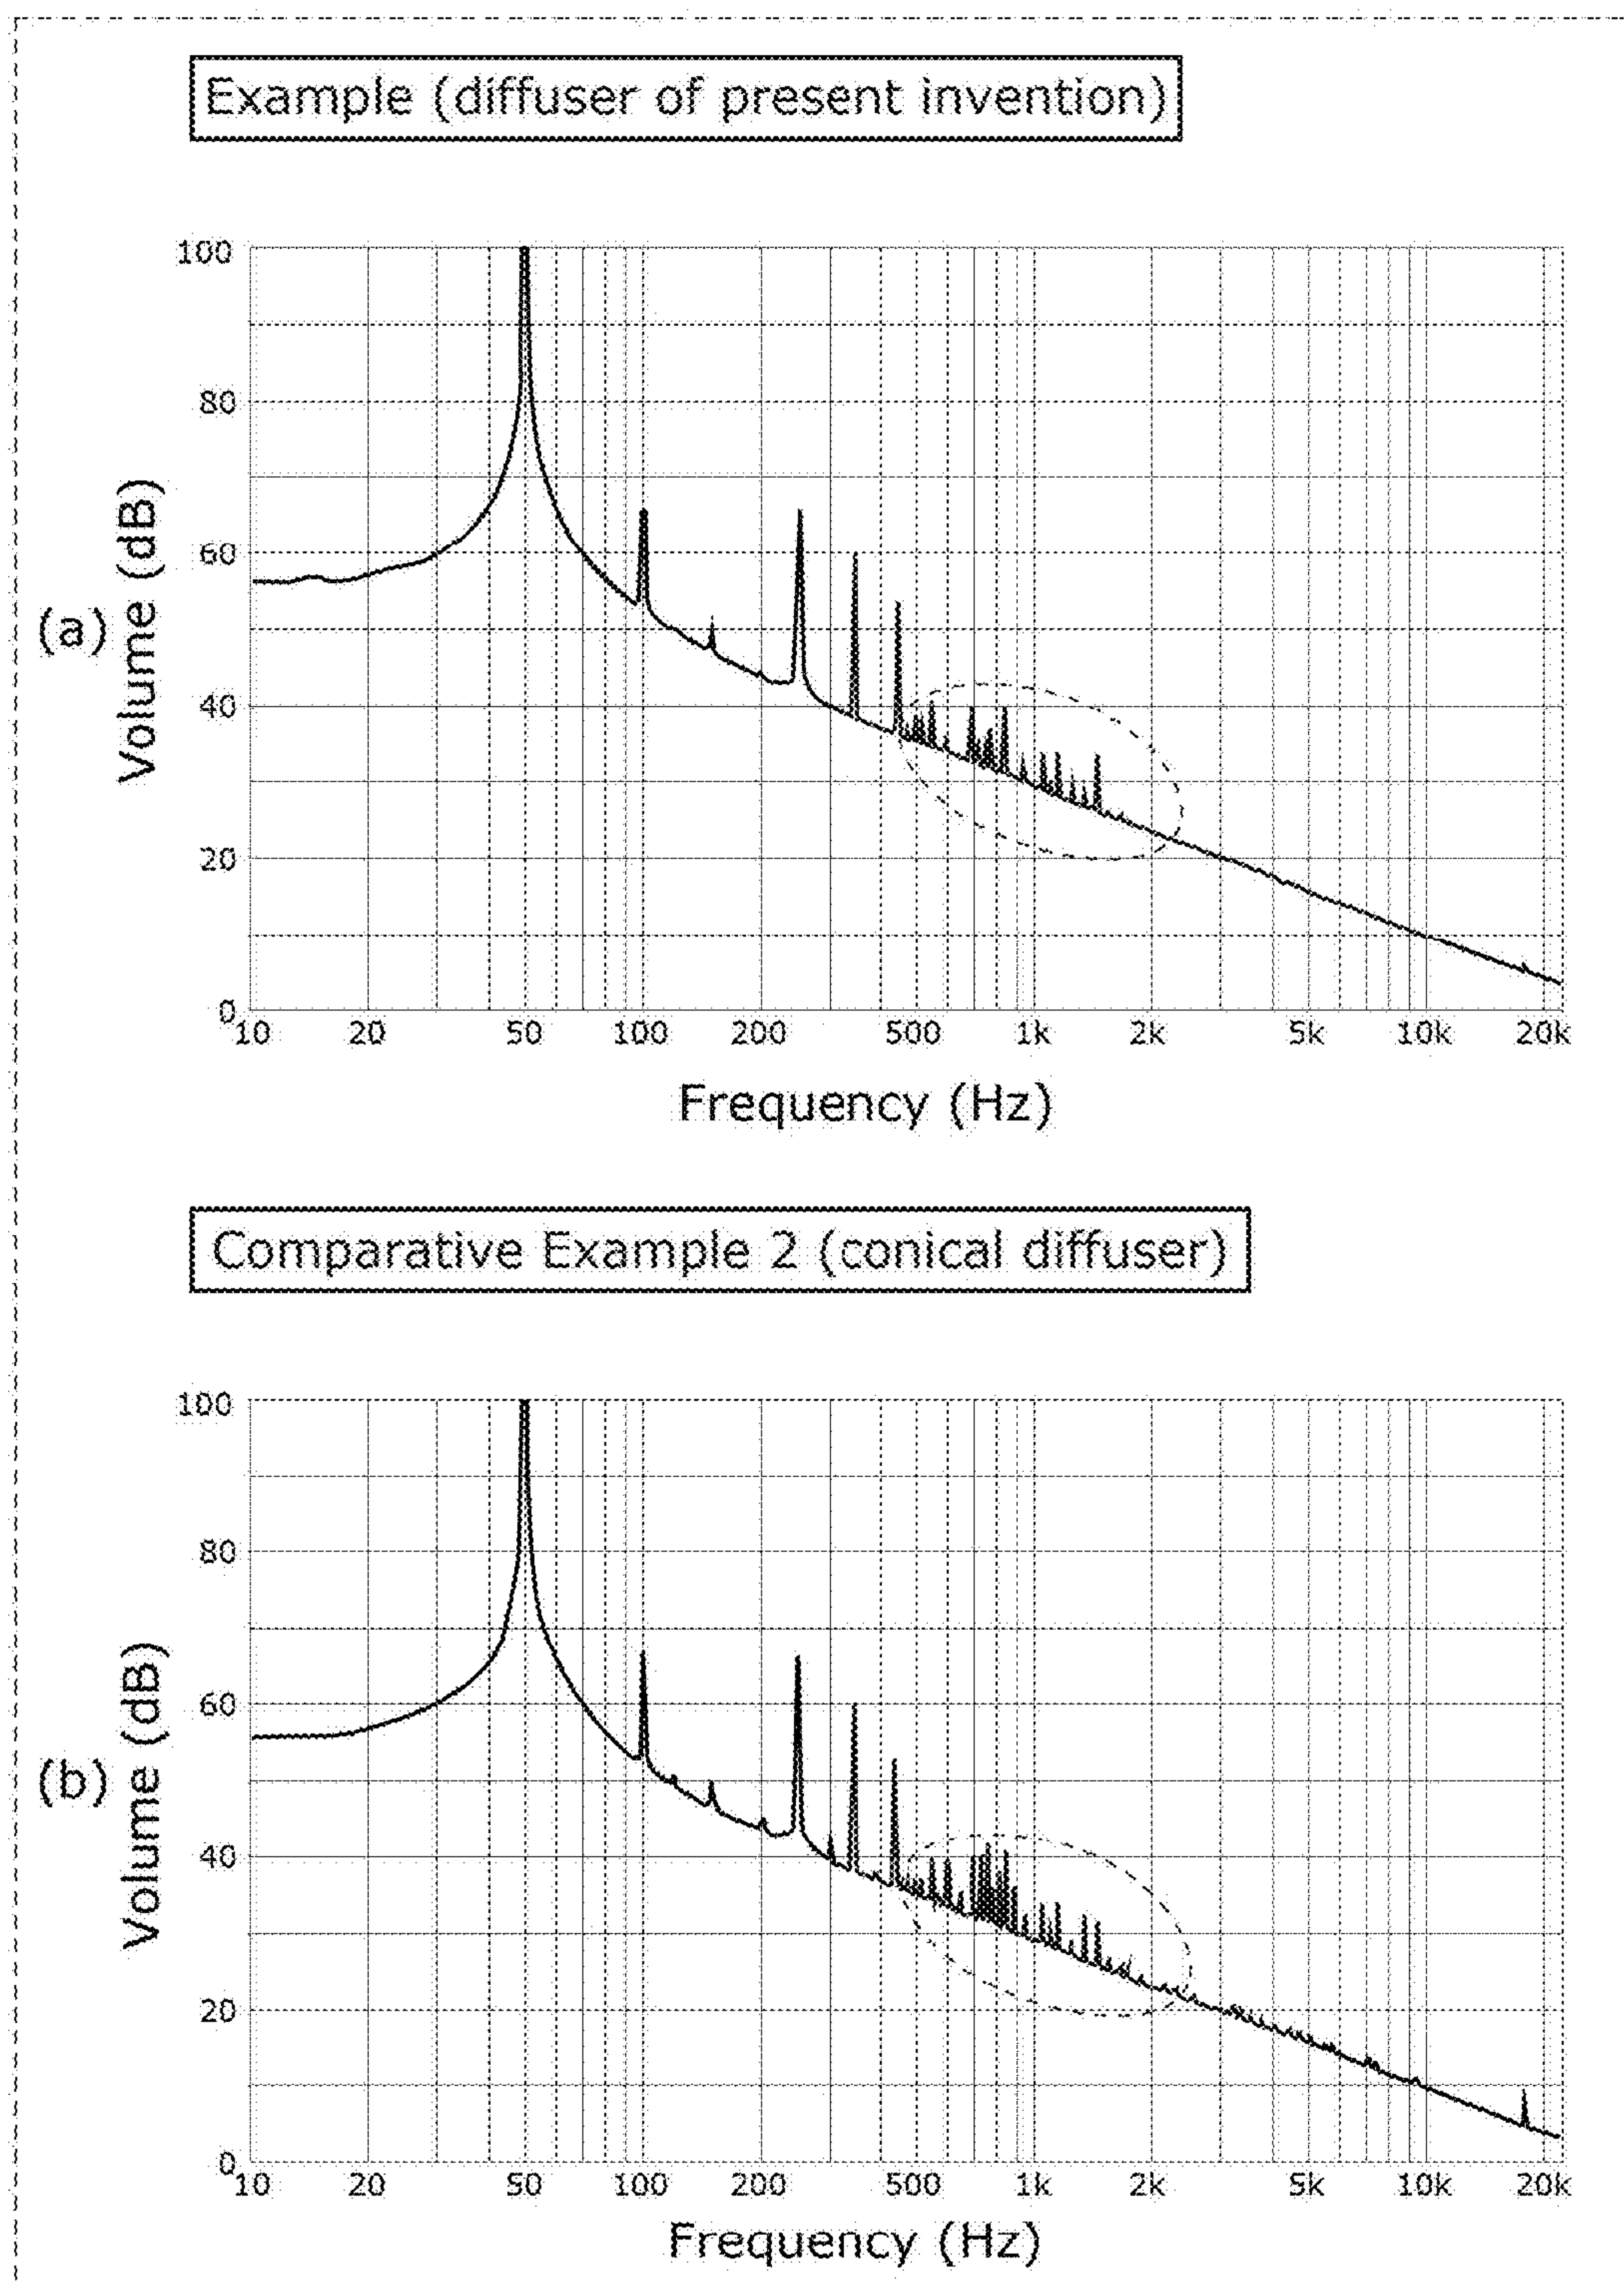 Example (diffuser of present invention)
(a)
Volume (dB)
100
80
60
40
20
0
10 20 50 100 200 500 1k 2k 5k 10k 20k
Frequency (Hz)
Comparative Example 2 (conical diffuser)
(b)
Volume (dB)
100
80
60
40
20
0
10 20 50 100 200 500 1k 2k 5k 10k 20k
Frequency (Hz)